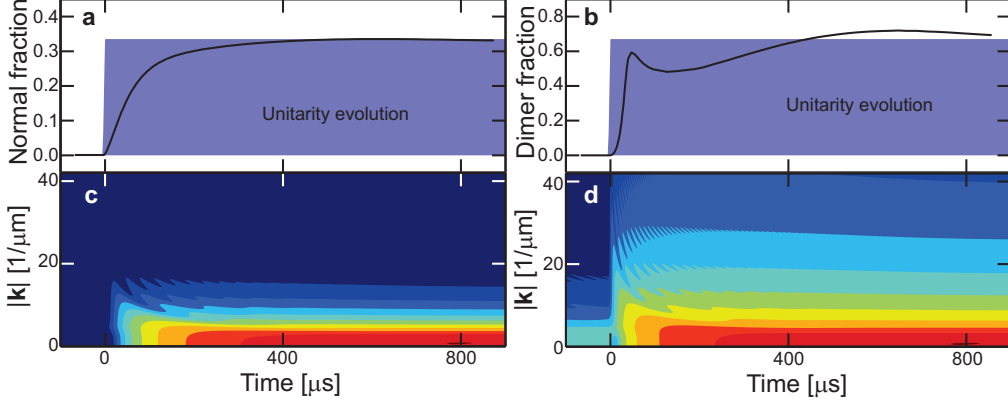 a
0.4
0.3
0.2
0.1
0.0
Normal fraction
Unitarity evolution
b
0.8
0.6
0.4
0.2
0.0
Dimer fraction
Unitarity evolution
c
40
20
0
|k| [1/μm]
0
400
800
Time [μs]
d
40
20
0
|k| [1/μm]
0
400
800
Time [μs]